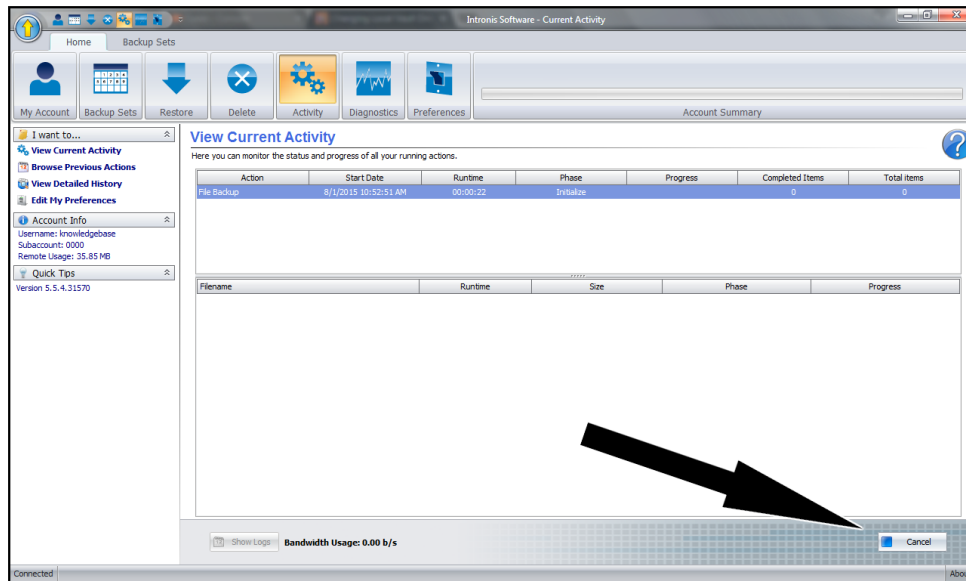 Intronis Software - Current Activity
Home Backup Sets
My Account Backup Sets Restore Delete Activity Diagnostics Preferences Account Summary
I want to...
View Current Activity
Browse Previous Actions
View Detailed History
Edit My Preferences
Account Info
Username: knowledgebase
Subaccount: 0000
Remote Usage: 35.85 MB
Quick Tips
Version 5.5.4.31570
View Current Activity
Here you can monitor the status and progress of all your running actions.
Action Start Date Runtime Phase Progress Completed Items Total items
File Backup 8/1/2015 10:52:51 AM 00:00:22 Initialize 0 0
Filename Runtime Size Phase Progress
Show Logs Bandwidth Usage: 0.00 b/s Cancel
Connected Abou